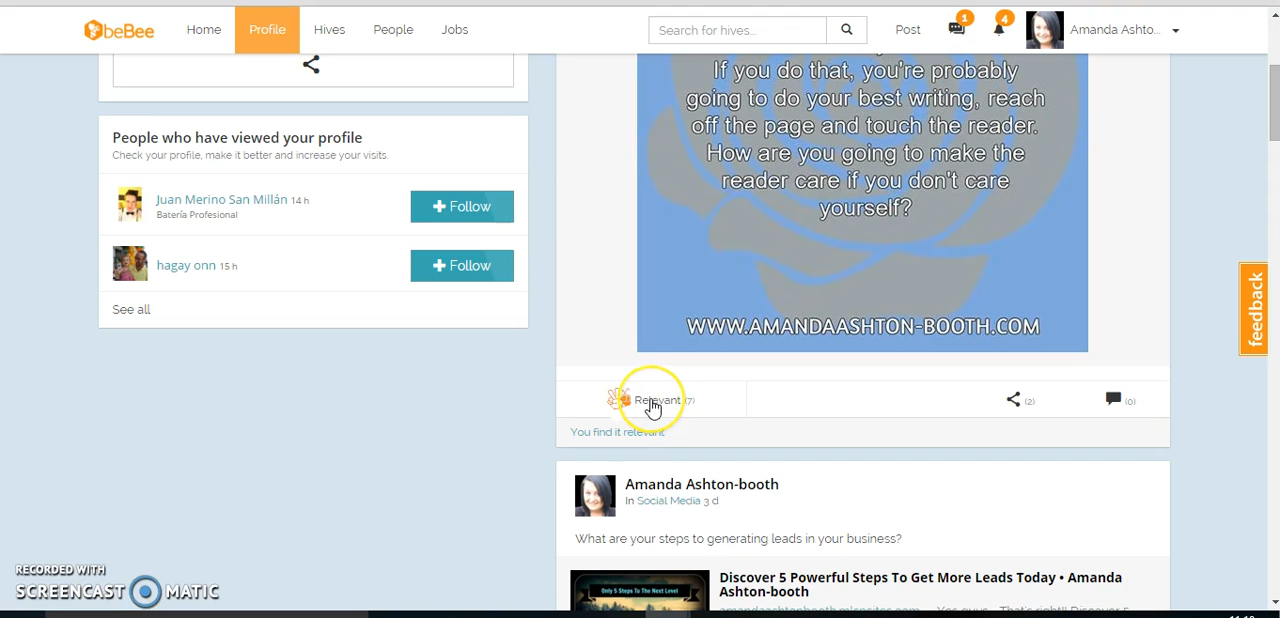 beBee
Home
Profile
Hives
People
Jobs
Search for hives...
Post
1
4
Amanda Ashto...
If you do that, you're probably
going to do your best writing, reach
off the page and touch the reader.
How are you going to make the
reader care if you don't care
yourself?
WWW.AMANDAASHTON-BOOTH.COM
People who have viewed your profile
Check your profile, make it better and increase your visits.
Juan Merino San Millán 14 h
Batería Profesional
+ Follow
hagay onn 15 h
+ Follow
See all
feedback
Relevant (7)
(2)
(0)
You find it relevant
Amanda Ashton-booth
In Social Media 3 d
What are your steps to generating leads in your business?
Only 5 Steps To The Next Level
Discover 5 Powerful Steps To Get More Leads Today • Amanda
Ashton-booth
RECORDED WITH
SCREENCAST MATIC